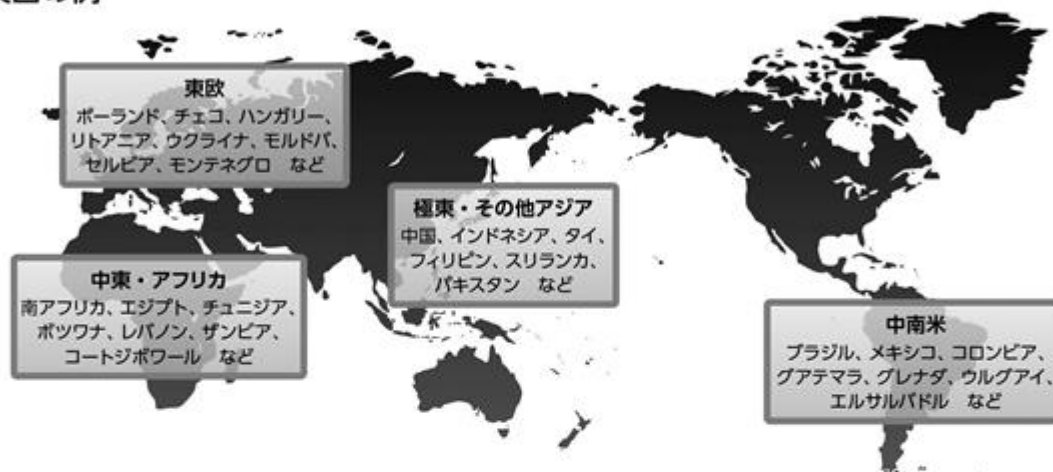 の例
東欧
ポーランド、チェコ、ハンガリー、
リトアニア、ウクライナ、モルドバ、
セルビア、モンテネグロ　など
極東・その他アジア
中国、インドネシア、タイ、
フィリピン、スリランカ、
パキスタン　など
中東・アフリカ
南アフリカ、エジプト、チュニジア、
ボツワナ、レバノン、ザンビア、
コートジボワール　など
中南米
ブラジル、メキシコ、コロンビア、
グアテマラ、グレナダ、ウルグアイ、
エルサルバドル　など